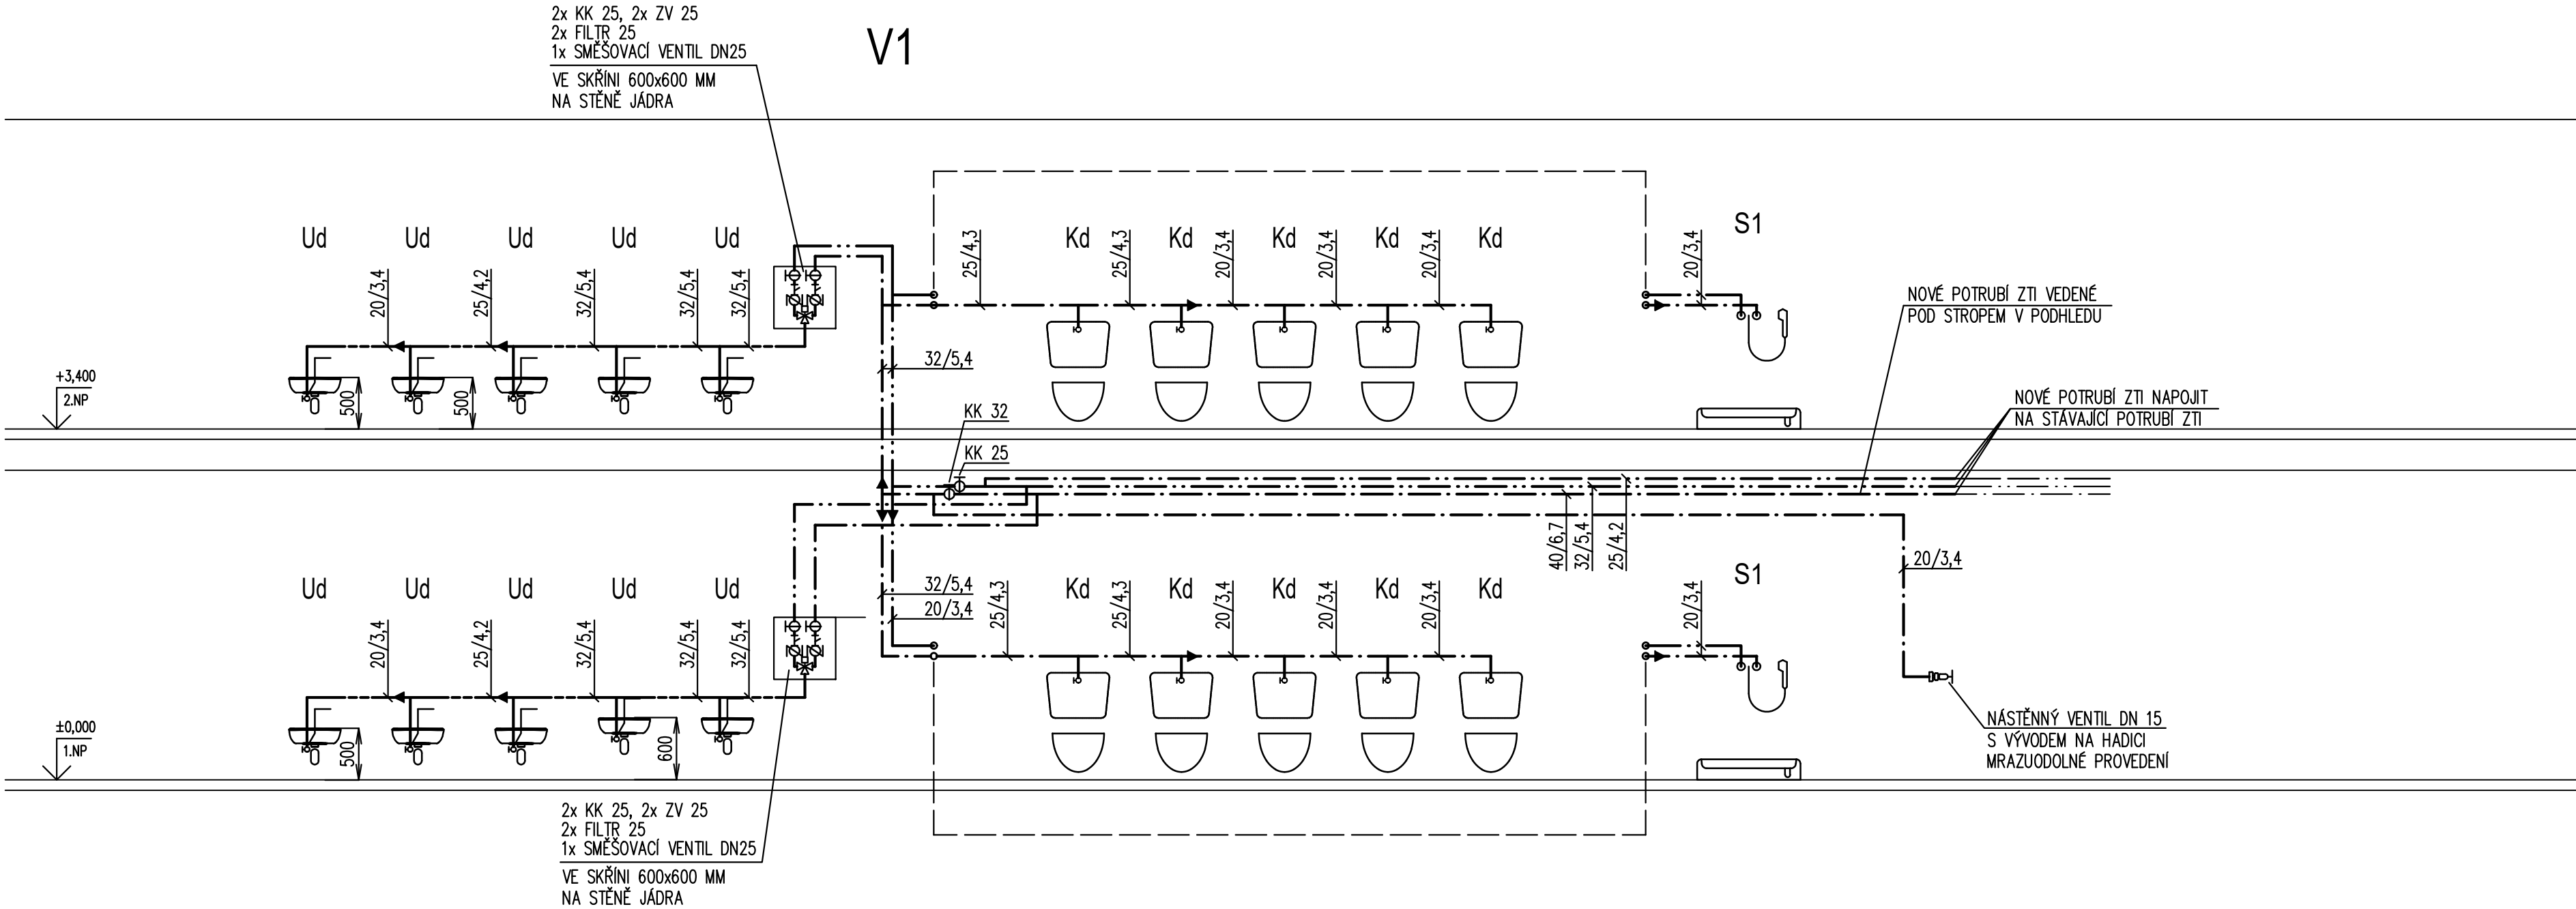 2x KK 25, 2x ZV 25
2x FILTR 25
1x SMĚŠOVACÍ VENTIL DN25
VE SKŘÍNI 600x600 MM
NA STĚNĚ JÁDRA
V1
Ud Ud Ud Ud Ud
Kd Kd Kd Kd Kd
S1
20/3,4 25/4,2 32/5,4 32/5,4 32/5,4
25/4,3 25/4,3 20/3,4 20/3,4 20/3,4
20/3,4
NOVÉ POTRUBÍ ZTI VEDENÉ
POD STROPEM V PODHLEDU
32/5,4
+3,400
2.NP
500 500
NOVÉ POTRUBÍ ZTI NAPOJIT
NA STÁVAJÍCÍ POTRUBÍ ZTI
KK 32
KK 25
40/6,7 32/5,4 25/4,2
20/3,4
Ud Ud Ud Ud Ud
Kd Kd Kd Kd Kd
S1
32/5,4
20/3,4
20/3,4 25/4,2 32/5,4 32/5,4 32/5,4
25/4,3 25/4,3 20/3,4 20/3,4 20/3,4
20/3,4
±0,000
1.NP
500 600
NÁSTĚNNÝ VENTIL DN 15
S VÝVODEM NA HADICI
MRAZUODOLNÉ PROVEDENÍ
2x KK 25, 2x ZV 25
2x FILTR 25
1x SMĚŠOVACÍ VENTIL DN25
VE SKŘÍNI 600x600 MM
NA STĚNĚ JÁDRA